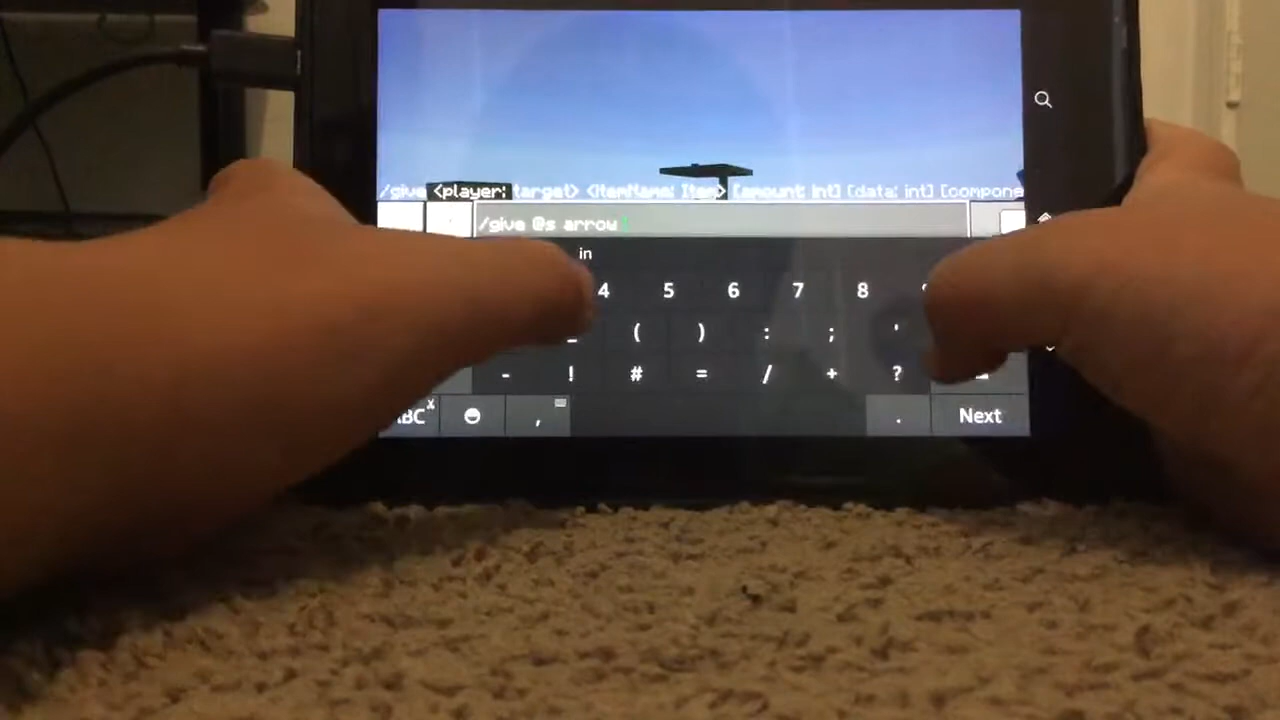 /give <player: target> <itemName: Item> [amount: int] [data: int] [compone
/give @s arrow
in
4 5 6 7 8
( ) : ; '
- ! # = / + ?
BC , . Next